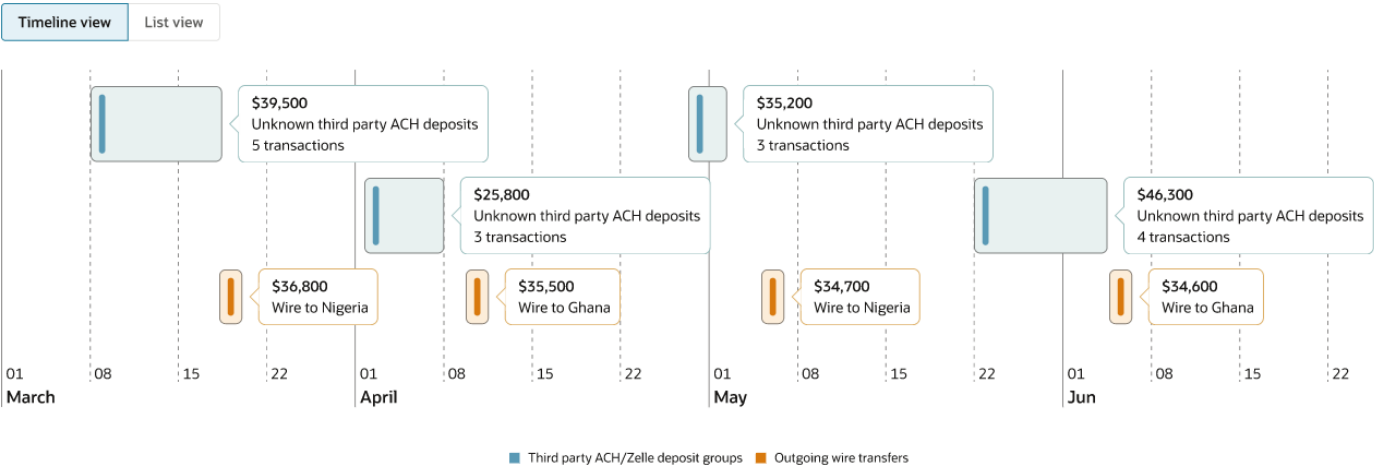 Timeline view
List view
$39,500
Unknown third party ACH deposits
5 transactions
$35,200
Unknown third party ACH deposits
3 transactions
$25,800
Unknown third party ACH deposits
3 transactions
$46,300
Unknown third party ACH deposits
4 transactions
$36,800
Wire to Nigeria
$35,500
Wire to Ghana
$34,700
Wire to Nigeria
$34,600
Wire to Ghana
01 08 15 22 01 08 15 22 01 08 15 22 01 08 15 22
March April May Jun
Third party ACH/Zelle deposit groups
Outgoing wire transfers